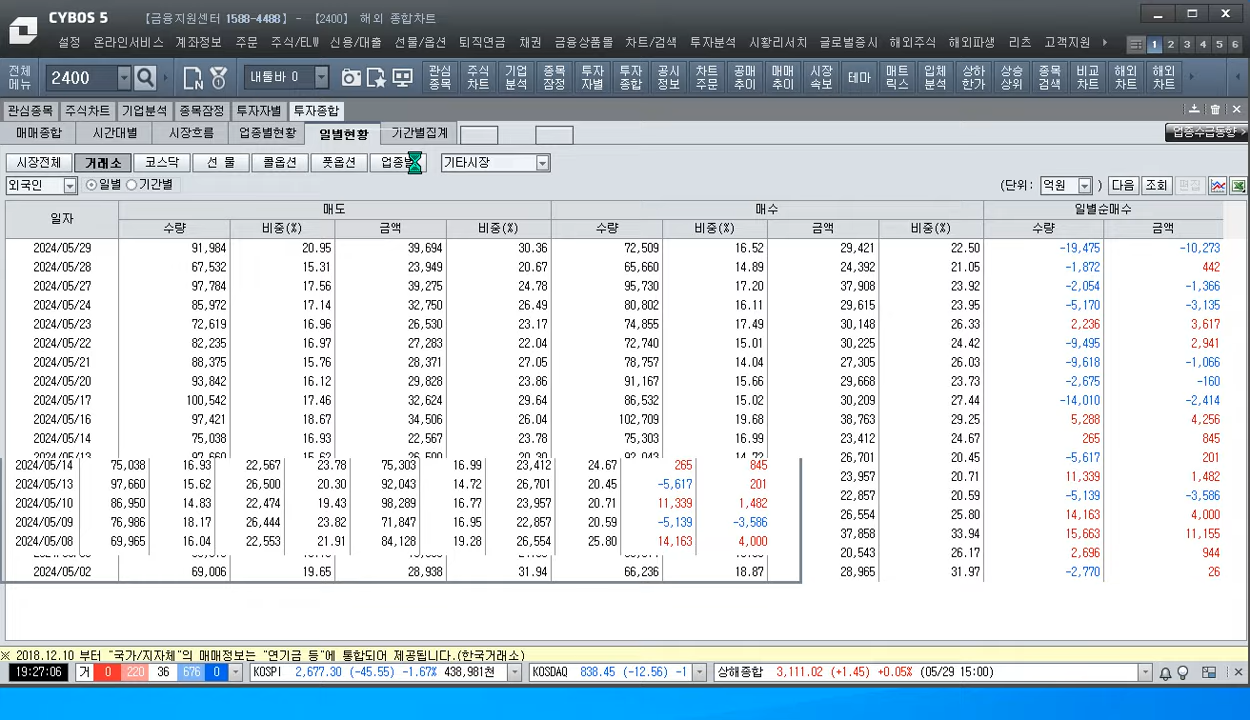 CYBOS 5 【금융지원센터 1588-4488】 - 【2400】 해외 종합차트
설정 온라인서비스 계좌정보 주문 주식/ELW 신용/대출 선물/옵션 퇴직연금 채권 금융상품몰 차트/검색 투자분석 시황리서치 글로벌증시 해외주식 해외파생 리츠 고객지원 1 2 3 4 5 6
전체메뉴 2400 내툴바 0 관심종목 주식차트 기업분석 종목잠정 투자자별 투자종합 공시정보 차트주문 공매추이 매매추이 시장속보 테마 매트릭스 입체분석 상하한가 상승상위 종목검색 비교차트 해외차트 해외차트
관심종목 주식차트 기업분석 종목잠정 투자자별 투자종합
매매종합 시간대별 시장흐름 업종별현황 일별현황 기간별집계 업종수급동향
시장전체 거래소 코스닥 선 물 콜옵션 풋옵션 업종별 기타시장
외국인 일별 기간별 (단위: 억원 ) 다음 조회 편집
일자 매도 매수 일별순매수
수량 비중(%) 금액 비중(%) 수량 비중(%) 금액 비중(%) 수량 금액
2024/05/29 91,984 20.95 39,694 30.36 72,509 16.52 29,421 22.50 -19,475 -10,273
2024/05/28 67,532 15.31 23,949 20.67 65,660 14.89 24,392 21.05 -1,872 442
2024/05/27 97,784 17.56 39,275 24.78 95,730 17.20 37,908 23.92 -2,054 -1,366
2024/05/24 85,972 17.14 32,750 26.49 80,802 16.11 29,615 23.95 -5,170 -3,135
2024/05/23 72,619 16.96 26,530 23.17 74,855 17.49 30,148 26.33 2,236 3,617
2024/05/22 82,235 16.97 27,283 22.04 72,740 15.01 30,225 24.42 -9,495 2,941
2024/05/21 88,375 15.76 28,371 27.05 78,757 14.04 27,305 26.03 -9,618 -1,066
2024/05/20 93,842 16.12 29,828 23.86 91,167 15.66 29,668 23.73 -2,675 -160
2024/05/17 100,542 17.46 32,624 29.64 86,532 15.02 30,209 27.44 -14,010 -2,414
2024/05/16 97,421 18.67 34,506 26.04 102,709 19.68 38,763 29.25 5,288 4,256
2024/05/14 75,038 16.93 22,567 23.78 75,303 16.99 23,412 24.67 265 845
26,701 20.45 -5,617 201
2024/05/14 75,038 16.93 22,567 23.78 75,303 16.99 23,412 24.67 265 845
23,957 20.71 11,339 1,482
2024/05/13 97,660 15.62 26,500 20.30 92,043 14.72 26,701 20.45 -5,617 201
22,857 20.59 -5,139 -3,586
2024/05/10 86,950 14.83 22,474 19.43 98,289 16.77 23,957 20.71 11,339 1,482
26,554 25.80 14,163 4,000
2024/05/09 76,986 18.17 26,444 23.82 71,847 16.95 22,857 20.59 -5,139 -3,586
37,858 33.94 15,663 11,155
2024/05/08 69,965 16.04 22,553 21.91 84,128 19.28 26,554 25.80 14,163 4,000
20,543 26.17 2,696 944
2024/05/02 69,006 19.65 28,938 31.94 66,236 18.87 28,965 31.97 -2,770 26
※ 2018.12.10 부터 "국가/지자체"의 매매정보는 "연기금 등"에 통합되어 제공됩니다.(한국거래소)
19:27:06 거 0 220 36 676 0 KOSPI 2,677.30 (-45.55) -1.67% 438,981천 KOSDAQ 838.45 (-12.56) -1 상해종합 3,111.02 (+1.45) +0.05% (05/29 15:00)